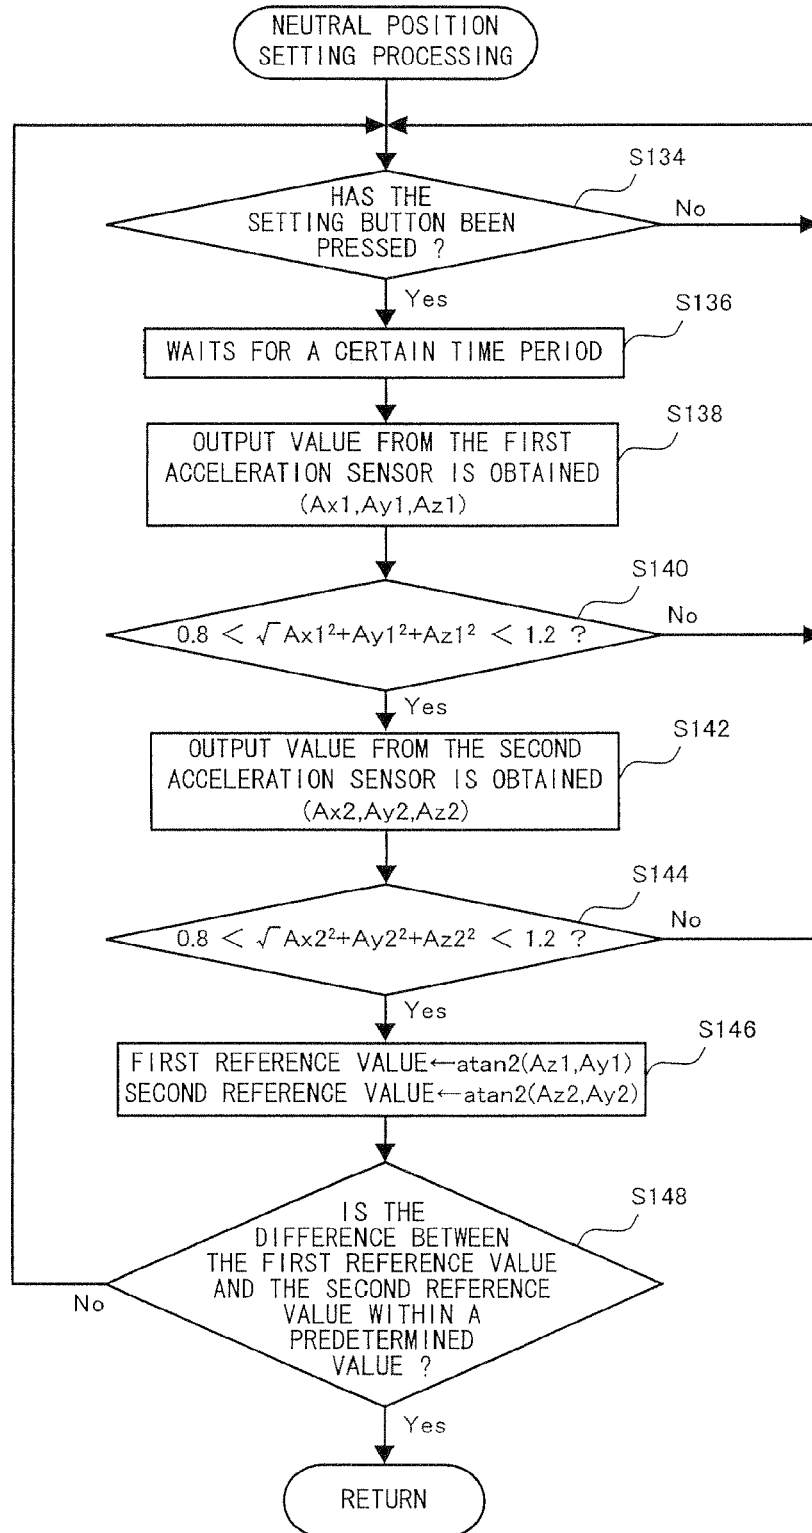 NEUTRAL POSITION
SETTING PROCESSING
S134
HAS THE
SETTING BUTTON BEEN
PRESSED ?
No
Yes
S136
WAITS FOR A CERTAIN TIME PERIOD
S138
OUTPUT VALUE FROM THE FIRST
ACCELERATION SENSOR IS OBTAINED
(Ax1,Ay1,Az1)
S140
0.8 < √Ax1²+Ay1²+Az1² < 1.2 ?
No
Yes
S142
OUTPUT VALUE FROM THE SECOND
ACCELERATION SENSOR IS OBTAINED
(Ax2,Ay2,Az2)
S144
0.8 < √Ax2²+Ay2²+Az2² < 1.2 ?
No
Yes
S146
FIRST REFERENCE VALUE←atan2(Az1,Ay1)
SECOND REFERENCE VALUE←atan2(Az2,Ay2)
S148
IS THE
DIFFERENCE BETWEEN
THE FIRST REFERENCE VALUE
AND THE SECOND REFERENCE
VALUE WITHIN A
PREDETERMINED
VALUE ?
No
Yes
RETURN